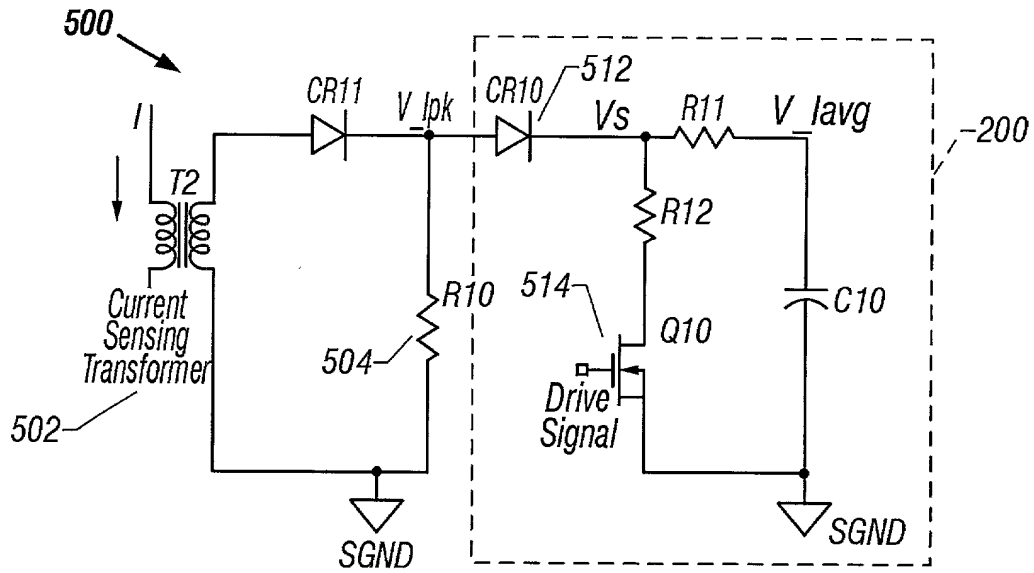 500
I
T2
CR11
V_Ipk
CR10
512
Vs
R11
V_Iavg
200
R12
R10
504
514
Q10
C10
Current
Sensing
Transformer
502
Drive
Signal
SGND
SGND